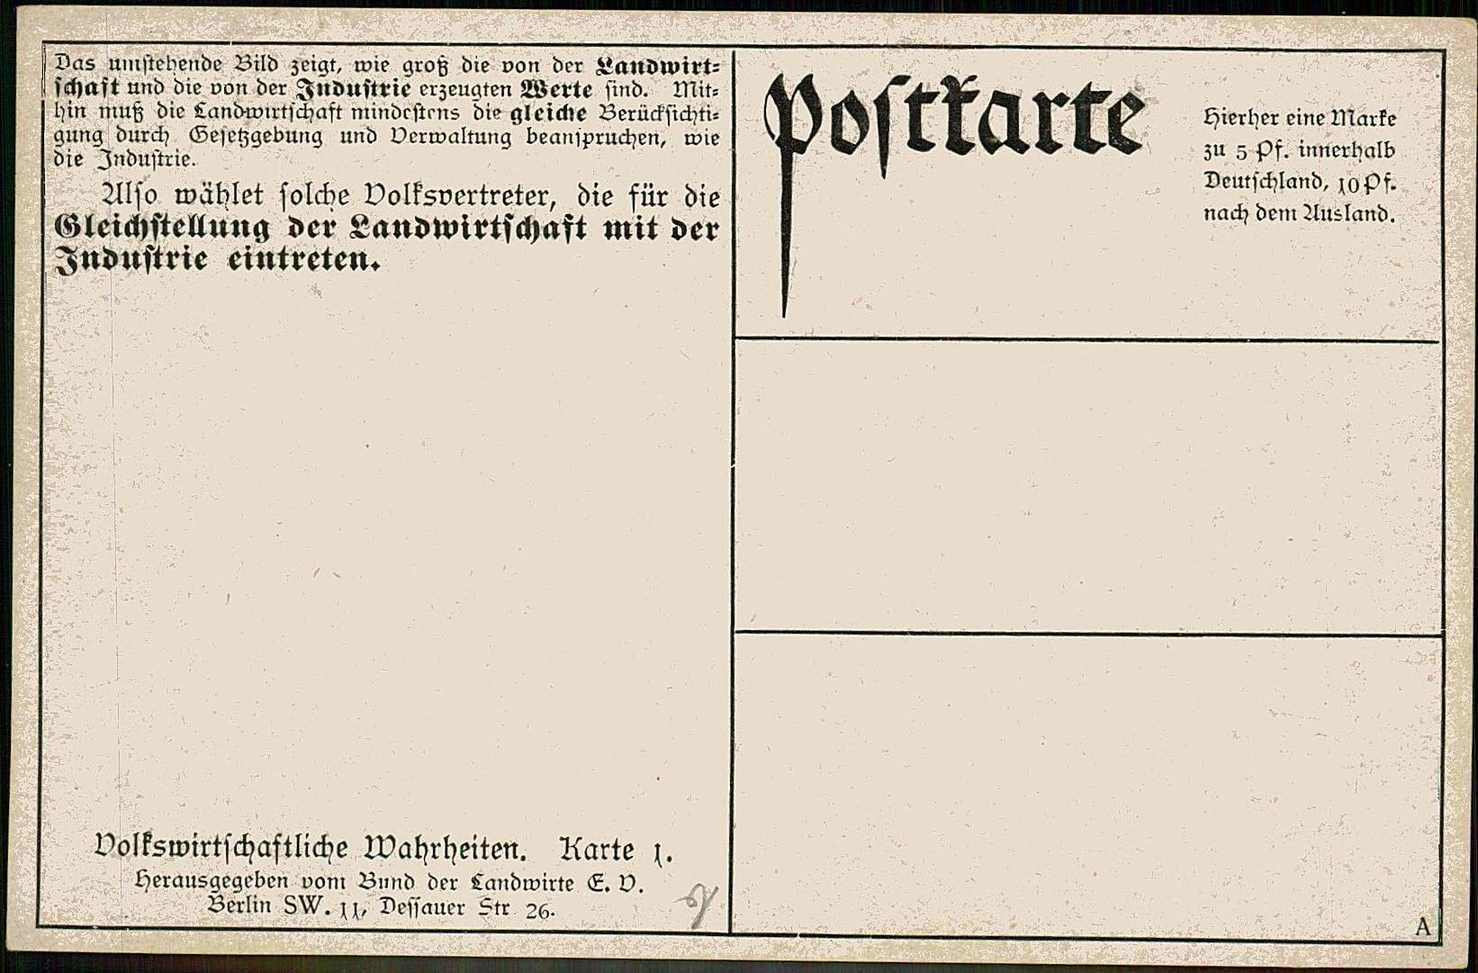 Das umstehende Bild zeigt, wie groß die von der Landwirt-
schaft und die von der Industrie erzeugten Werte sind. Mit-
hin muß die Landwirtschaft mindestens die gleiche Berücksichti-
gung durch Gesetzgebung und Verwaltung beanspruchen, wie
die Industrie.
Also wählet solche Volksvertreter, die für die
Gleichstellung der Landwirtschaft mit der
Industrie eintreten.
Volkswirtschaftliche Wahrheiten. Karte 1.
Herausgegeben vom Bund der Landwirte E. V.
Berlin SW. 11, Dessauer Str 26.
Postkarte
Hierher eine Marke
zu 5 Pf. innerhalb
Deutschland, 10 Pf.
nach dem Ausland.
A